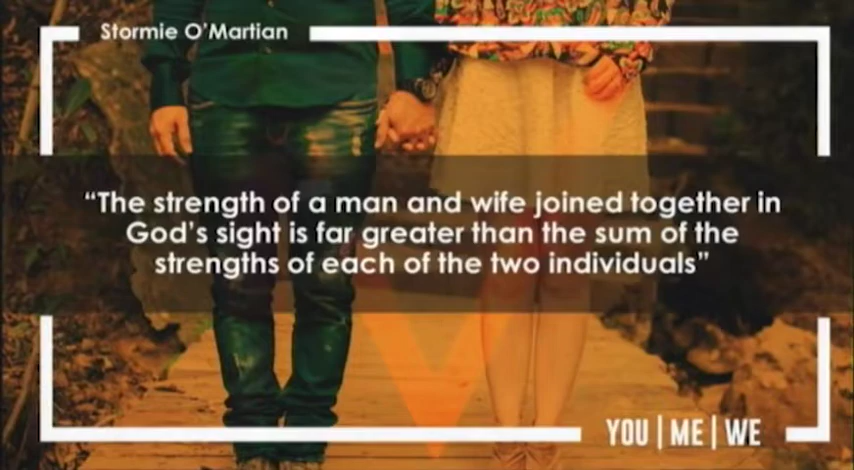 Stormie O’Martian
“The strength of a man and wife joined together in
God’s sight is far greater than the sum of the
strengths of each of the two individuals”
YOU | ME | WE